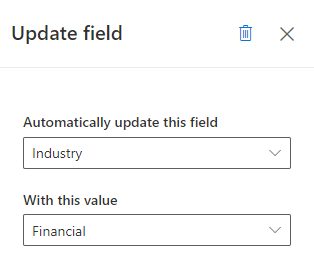 Update field
Automatically update this field
Industry
With this value
Financial